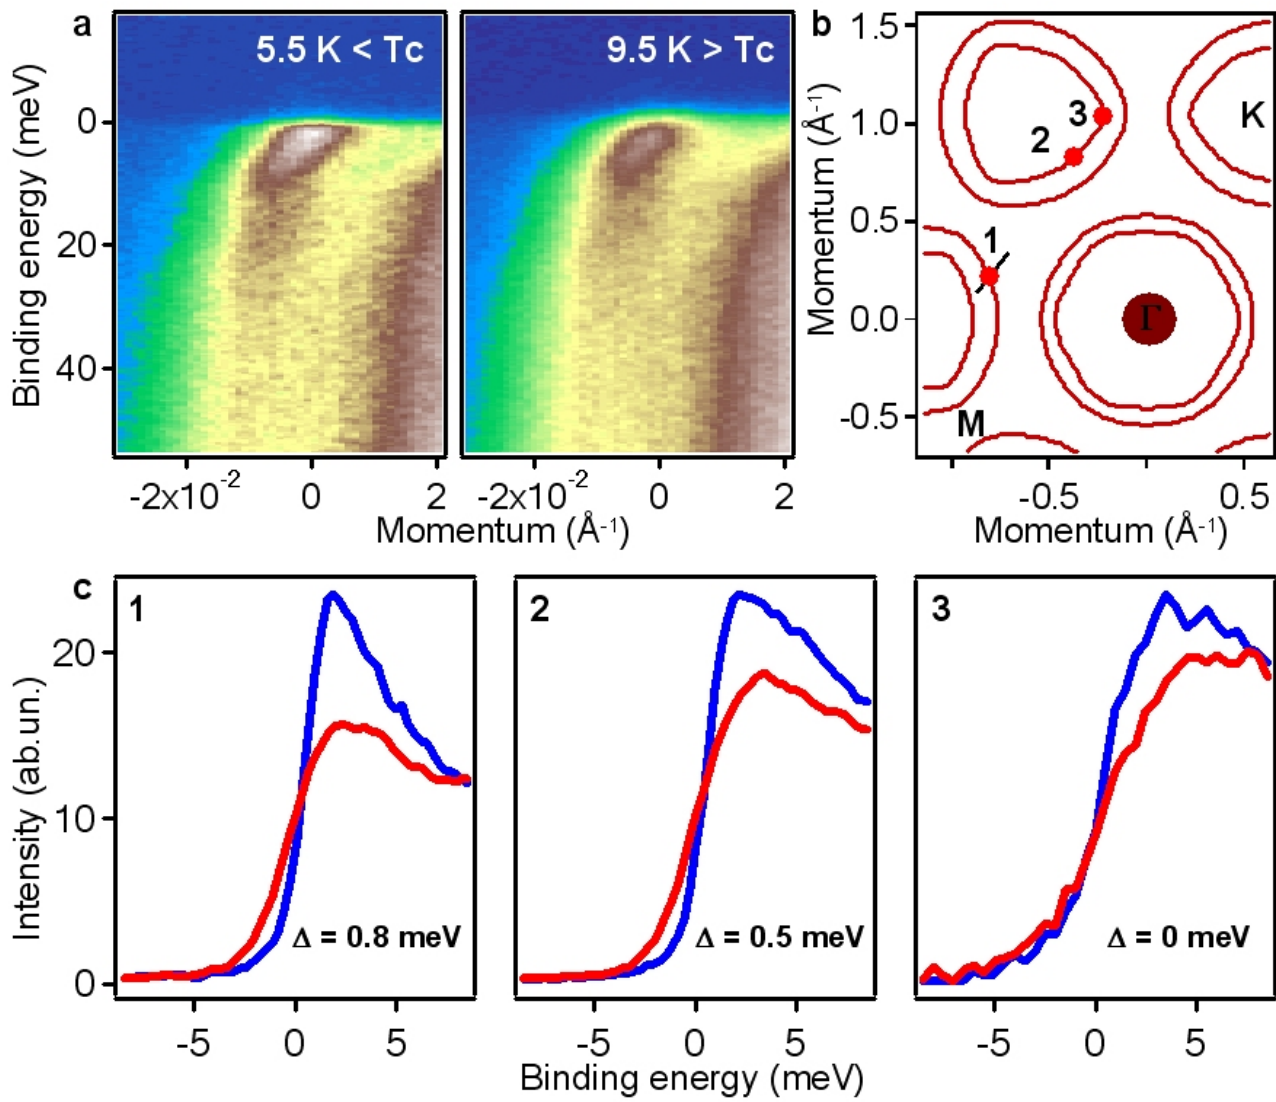 a
5.5 K < Tc
9.5 K > Tc
Binding energy (meV)
0
20
40
-2x10-2
0
2
-2x10-2
0
2
Momentum (Å-1)
b
1.5
1.0
0.5
0.0
-0.5
Momentum (Å-1)
3
2
K
1
Γ
M
-0.5
0.5
Momentum (Å-1)
c
1
2
3
Intensity (ab.un.)
20
10
0
Δ = 0.8 meV
Δ = 0.5 meV
Δ = 0 meV
-5
0
5
-5
0
5
-5
0
5
Binding energy (meV)